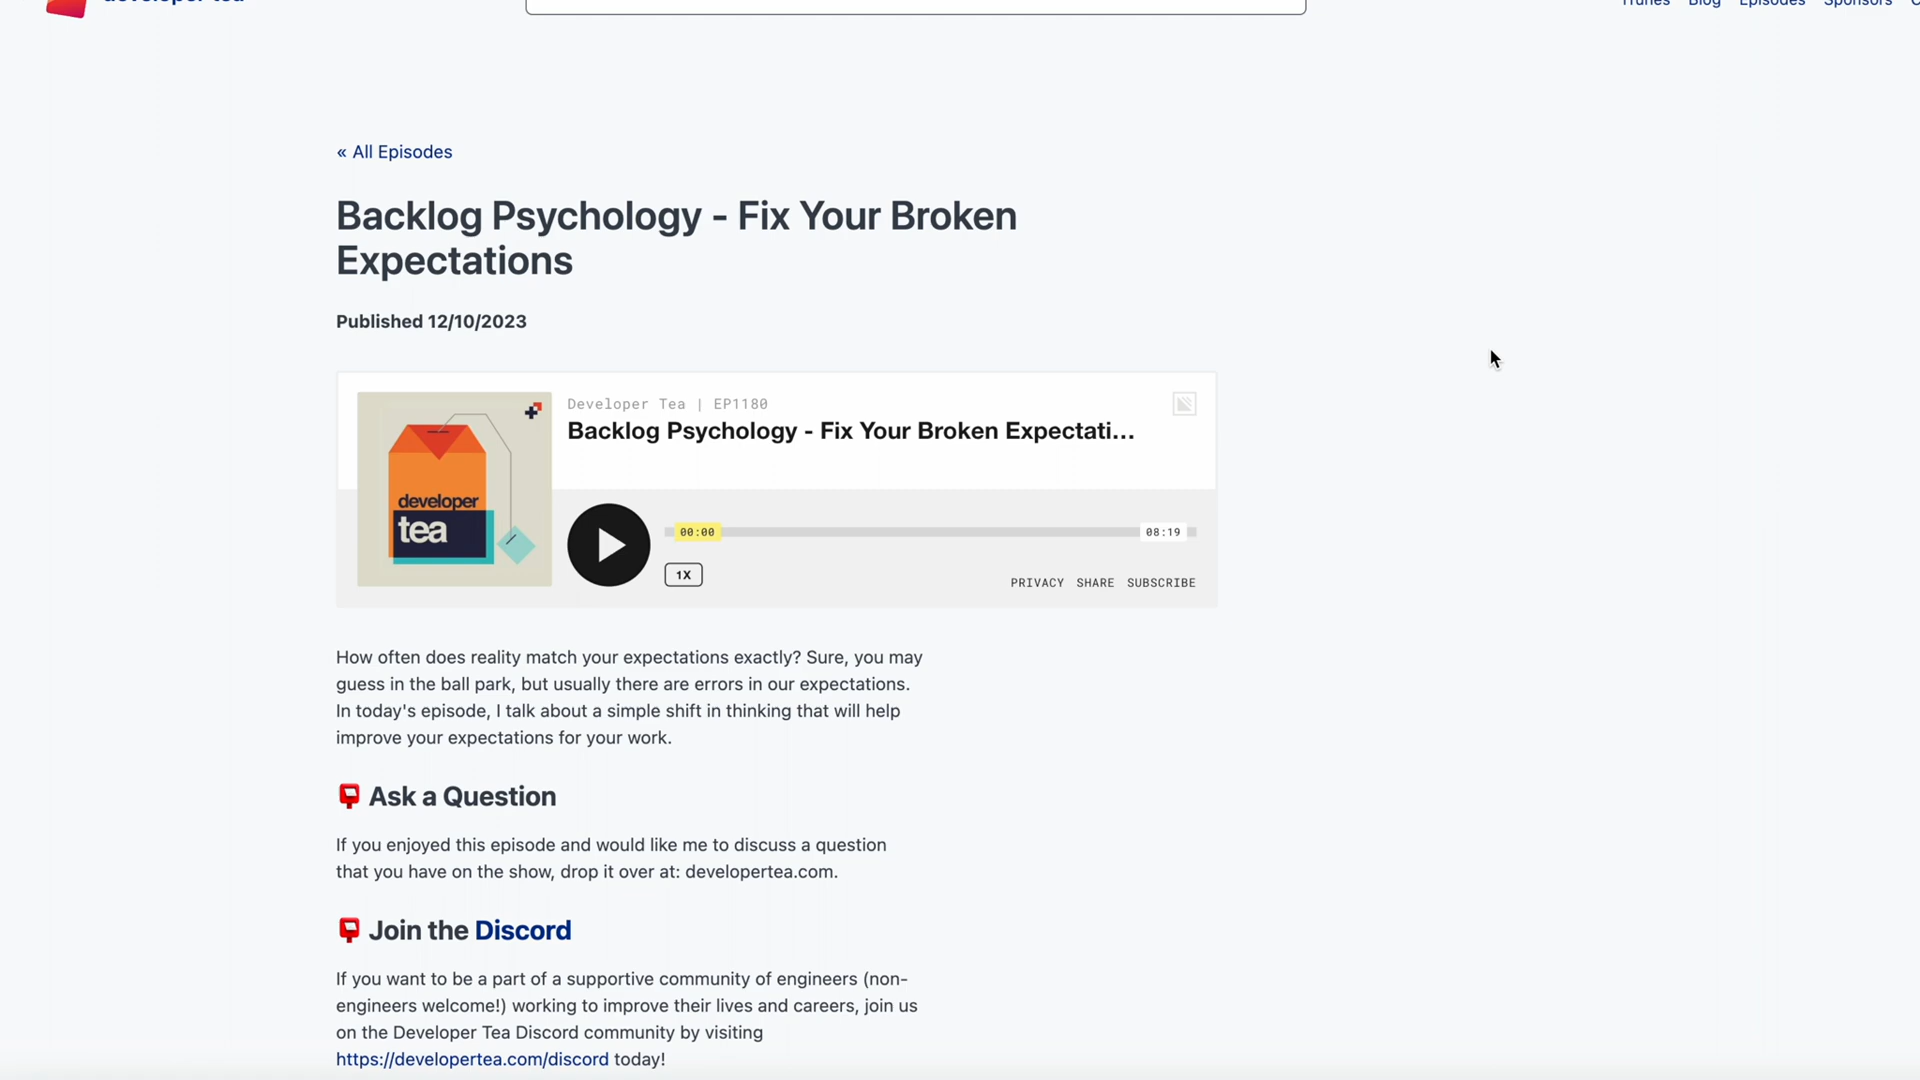 developer tea
iTunes Blog Episodes Sponsors
« All Episodes
Backlog Psychology - Fix Your Broken
Expectations
Published 12/10/2023
Developer Tea | EP1180
Backlog Psychology - Fix Your Broken Expectati...
developer
tea
00:00
08:19
1X
PRIVACY SHARE SUBSCRIBE
How often does reality match your expectations exactly? Sure, you may
guess in the ball park, but usually there are errors in our expectations.
In today's episode, I talk about a simple shift in thinking that will help
improve your expectations for your work.
📮 Ask a Question
If you enjoyed this episode and would like me to discuss a question
that you have on the show, drop it over at: developertea.com.
📮 Join the Discord
If you want to be a part of a supportive community of engineers (non-
engineers welcome!) working to improve their lives and careers, join us
on the Developer Tea Discord community by visiting
https://developertea.com/discord today!